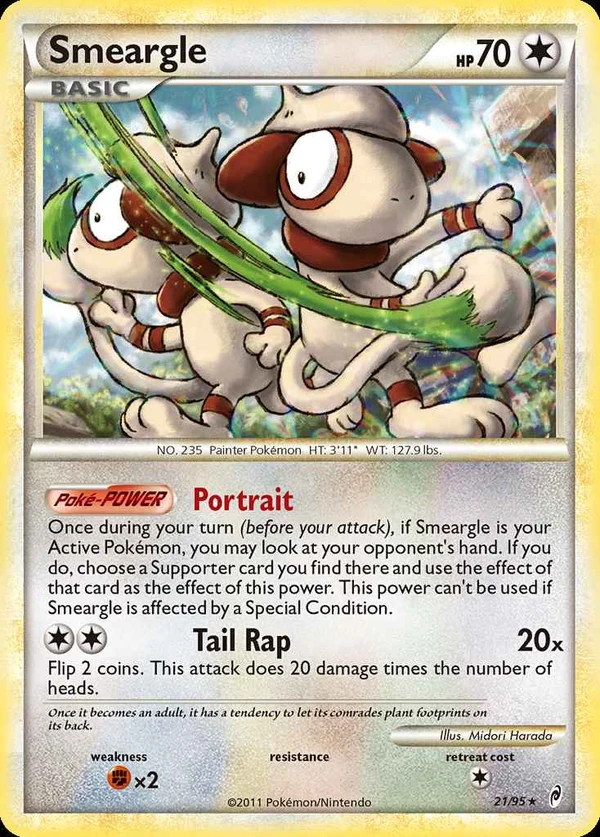 Smeargle
HP 70
BASIC
NO. 235 Painter Pokémon HT: 3'11" WT: 127.9 lbs.
Poké-POWER Portrait
Once during your turn (before your attack), if Smeargle is your
Active Pokémon, you may look at your opponent's hand. If you
do, choose a Supporter card you find there and use the effect of
that card as the effect of this power. This power can't be used if
Smeargle is affected by a Special Condition.
Tail Rap 20x
Flip 2 coins. This attack does 20 damage times the number of
heads.
Once it becomes an adult, it has a tendency to let its comrades plant footprints on
its back.
Illus. Midori Harada
weakness resistance retreat cost
×2
©2011 Pokémon/Nintendo 21/95★